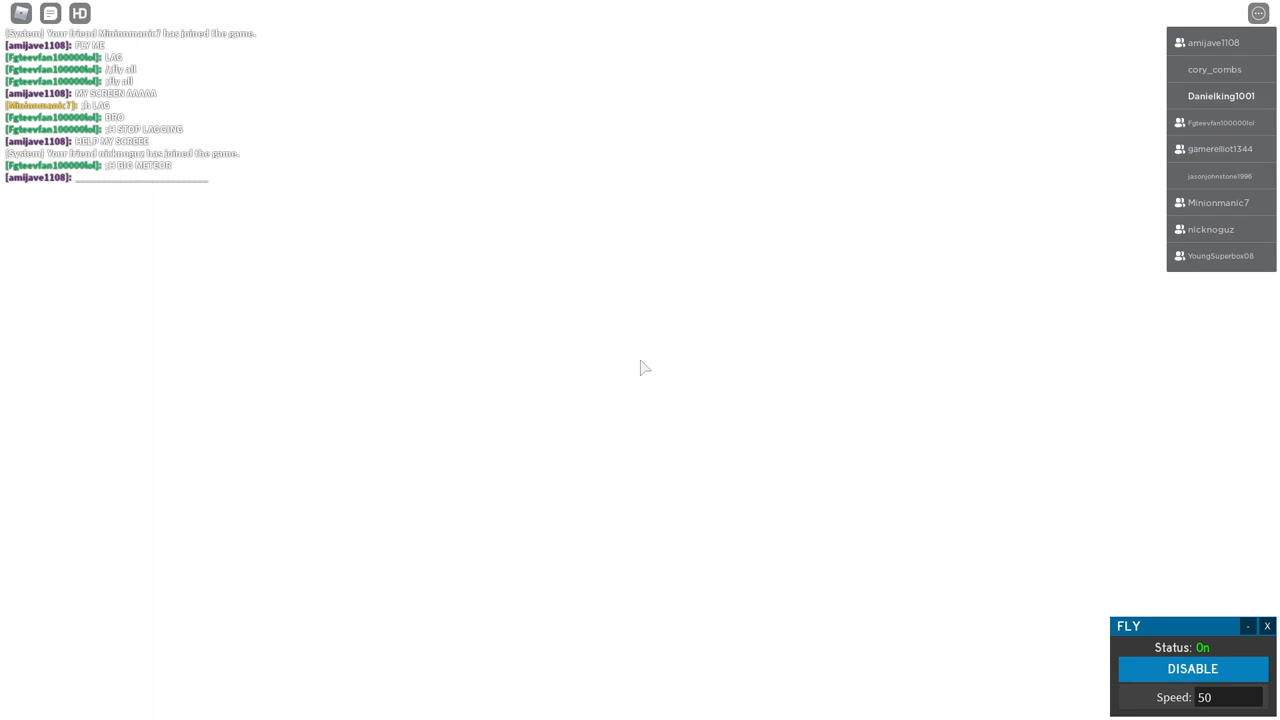 HD
[System] Your friend Minionmanic7 has joined the game.
[amijave1108]: FLY ME
[Fgteevfan100000lol]: LAG
[Fgteevfan100000lol]: /;fly all
[Fgteevfan100000lol]: ;fly all
[amijave1108]: MY SCREEN AAAAA
[Minionmanic7]: ;h LAG
[Fgteevfan100000lol]: BRO
[Fgteevfan100000lol]: ;H STOP LAGGING
[amijave1108]: HELP MY SCREEE
[System] Your friend nicknoguz has joined the game.
[Fgteevfan100000lol]: ;H BIG METEOR
[amijave1108]: ________________________
amijave1108
cory_combs
Danielking1001
Fgteevfan100000lol
gamerelliot1344
jasonjohnstone1996
Minionmanic7
nicknoguz
YoungSuperbox08
FLY - X
Status: On
DISABLE
Speed: 50